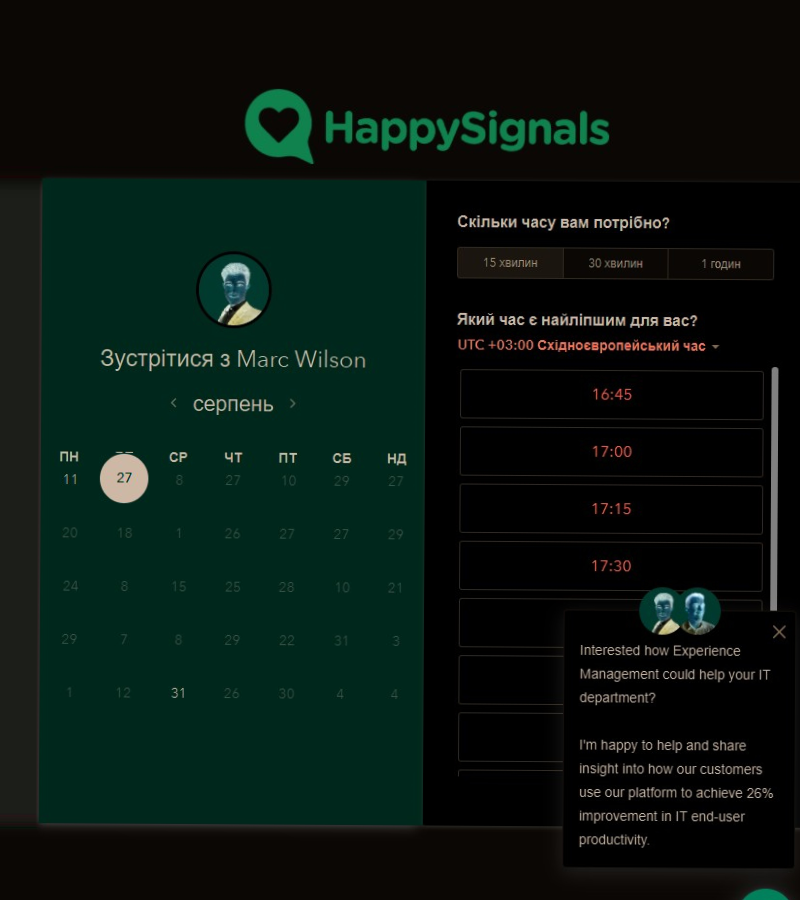 HappySignals
Зустрітися з Marc Wilson
серпень
ПН СР ЧТ ПТ СБ НД
11 27 8 27 10 29 27
20 18 1 26 27 27 29
24 8 15 25 28 10 21
29 7 8 29 22 31 3
1 12 31 26 30 4 4
Скільки часу вам потрібно?
15 хвилин 30 хвилин 1 годин
Який час є найліпшим для вас?
UTC +03:00 Східноєвропейський час
16:45
17:00
17:15
17:30
Interested how Experience
Management could help your IT
department?
I'm happy to help and share
insight into how our customers
use our platform to achieve 26%
improvement in IT end-user
productivity.